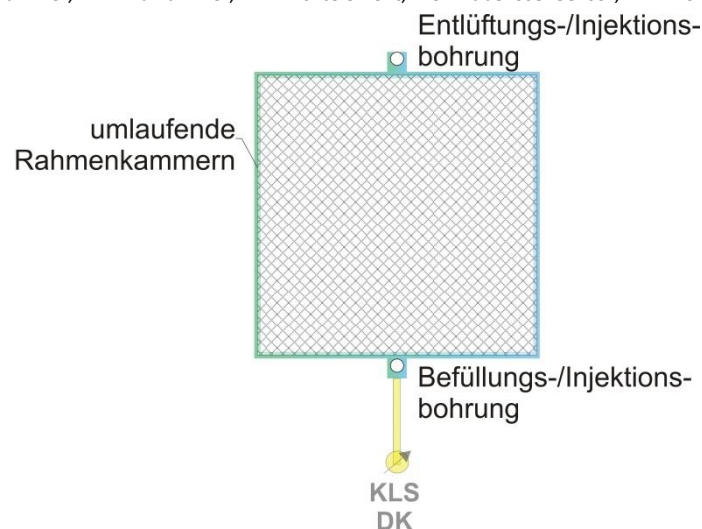 Entlüftungs-/Injektions-
bohrung
umlaufende
Rahmenkammern
Befüllungs-/Injektions-
bohrung
KLS
DK